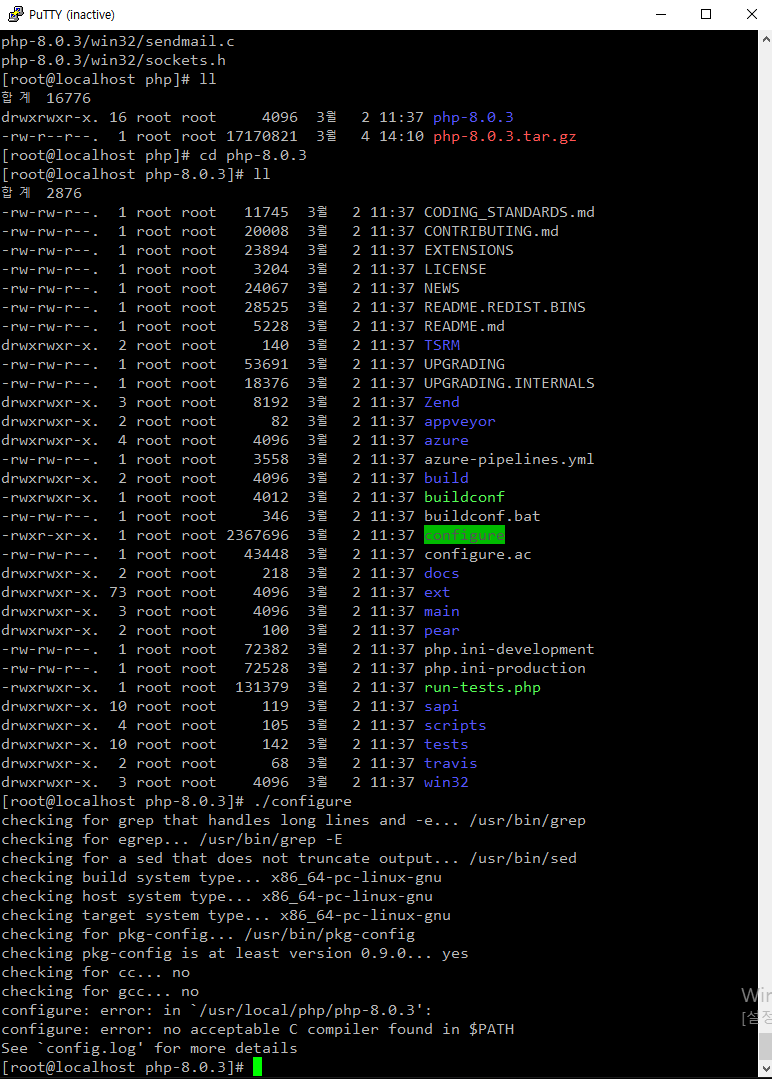 PuTTY (inactive)
php-8.0.3/win32/sendmail.c
php-8.0.3/win32/sockets.h
[root@localhost php]# ll
합계 16776
drwxrwxr-x. 16 root root     4096  3월   2 11:37 php-8.0.3
-rw-r--r--.  1 root root 17170821  3월   4 14:10 php-8.0.3.tar.gz
[root@localhost php]# cd php-8.0.3
[root@localhost php-8.0.3]# ll
합계 2876
-rw-rw-r--.  1 root root   11745  3월   2 11:37 CODING_STANDARDS.md
-rw-rw-r--.  1 root root   20008  3월   2 11:37 CONTRIBUTING.md
-rw-rw-r--.  1 root root   23894  3월   2 11:37 EXTENSIONS
-rw-rw-r--.  1 root root    3204  3월   2 11:37 LICENSE
-rw-rw-r--.  1 root root   24067  3월   2 11:37 NEWS
-rw-rw-r--.  1 root root   28525  3월   2 11:37 README.REDIST.BINS
-rw-rw-r--.  1 root root    5228  3월   2 11:37 README.md
drwxrwxr-x.  2 root root     140  3월   2 11:37 TSRM
-rw-rw-r--.  1 root root   53691  3월   2 11:37 UPGRADING
-rw-rw-r--.  1 root root   18376  3월   2 11:37 UPGRADING.INTERNALS
drwxrwxr-x.  3 root root    8192  3월   2 11:37 Zend
drwxrwxr-x.  2 root root      82  3월   2 11:37 appveyor
drwxrwxr-x.  4 root root    4096  3월   2 11:37 azure
-rw-rw-r--.  1 root root    3558  3월   2 11:37 azure-pipelines.yml
drwxrwxr-x.  2 root root    4096  3월   2 11:37 build
-rwxrwxr-x.  1 root root    4012  3월   2 11:37 buildconf
-rw-rw-r--.  1 root root     346  3월   2 11:37 buildconf.bat
-rwxr-xr-x.  1 root root 2367696  3월   2 11:37 configure
-rw-rw-r--.  1 root root   43448  3월   2 11:37 configure.ac
drwxrwxr-x.  2 root root     218  3월   2 11:37 docs
drwxrwxr-x. 73 root root    4096  3월   2 11:37 ext
drwxrwxr-x.  3 root root    4096  3월   2 11:37 main
drwxrwxr-x.  2 root root     100  3월   2 11:37 pear
-rw-rw-r--.  1 root root   72382  3월   2 11:37 php.ini-development
-rw-rw-r--.  1 root root   72528  3월   2 11:37 php.ini-production
-rwxrwxr-x.  1 root root  131379  3월   2 11:37 run-tests.php
drwxrwxr-x. 10 root root     119  3월   2 11:37 sapi
drwxrwxr-x.  4 root root     105  3월   2 11:37 scripts
drwxrwxr-x. 10 root root     142  3월   2 11:37 tests
drwxrwxr-x.  2 root root      68  3월   2 11:37 travis
drwxrwxr-x.  3 root root    4096  3월   2 11:37 win32
[root@localhost php-8.0.3]# ./configure
checking for grep that handles long lines and -e... /usr/bin/grep
checking for egrep... /usr/bin/grep -E
checking for a sed that does not truncate output... /usr/bin/sed
checking build system type... x86_64-pc-linux-gnu
checking host system type... x86_64-pc-linux-gnu
checking target system type... x86_64-pc-linux-gnu
checking for pkg-config... /usr/bin/pkg-config
checking pkg-config is at least version 0.9.0... yes
checking for cc... no
checking for gcc... no
configure: error: in `/usr/local/php/php-8.0.3':
configure: error: no acceptable C compiler found in $PATH
See `config.log' for more details
[root@localhost php-8.0.3]#